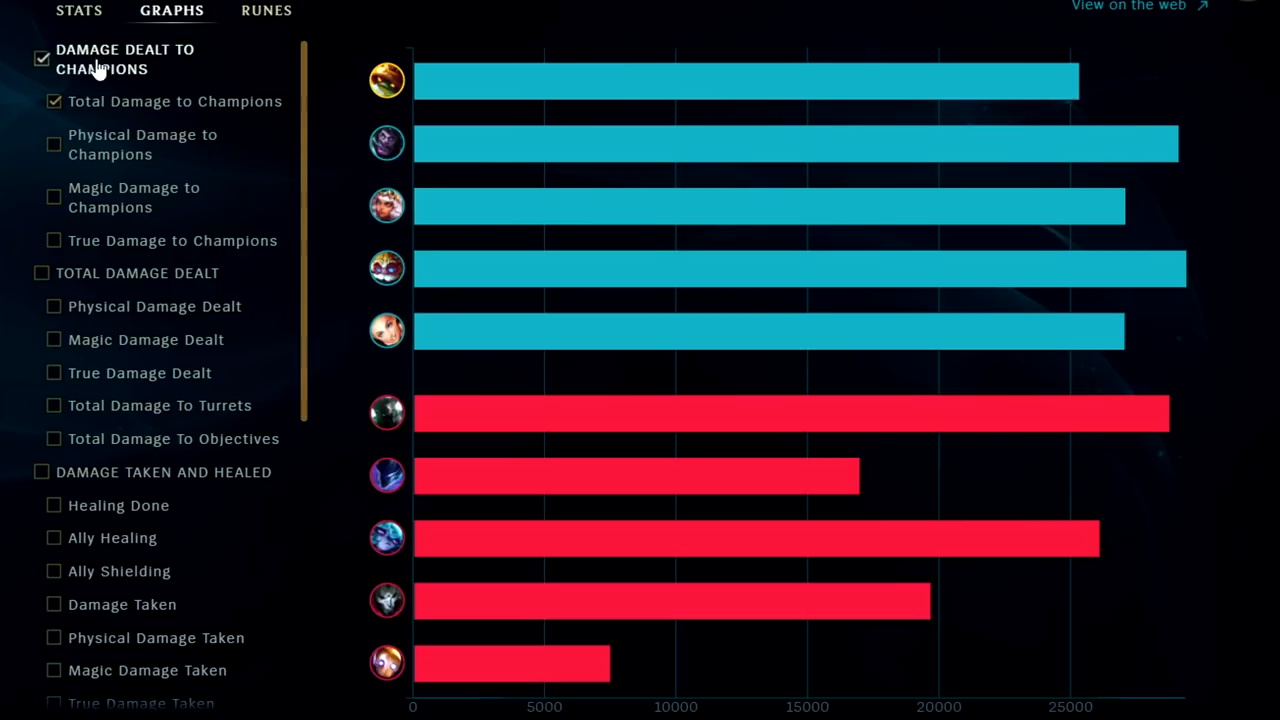 STATS GRAPHS RUNES
View on the web ↗
DAMAGE DEALT TO
CHAMPIONS
Total Damage to Champions
Physical Damage to
Champions
Magic Damage to
Champions
True Damage to Champions
TOTAL DAMAGE DEALT
Physical Damage Dealt
Magic Damage Dealt
True Damage Dealt
Total Damage To Turrets
Total Damage To Objectives
DAMAGE TAKEN AND HEALED
Healing Done
Ally Healing
Ally Shielding
Damage Taken
Physical Damage Taken
Magic Damage Taken
True Damage Taken
0 5000 10000 15000 20000 25000